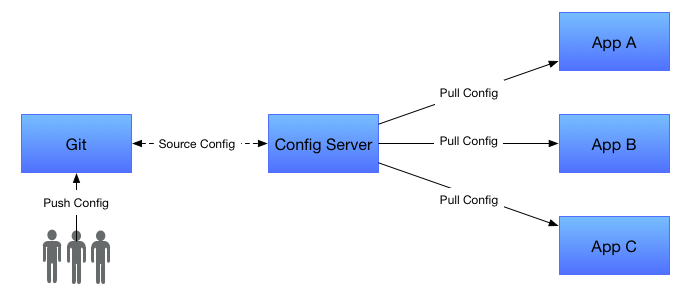 App A
Pull Config
Git
Source Config
Config Server
Pull Config
App B
Push Config
Pull Config
App C